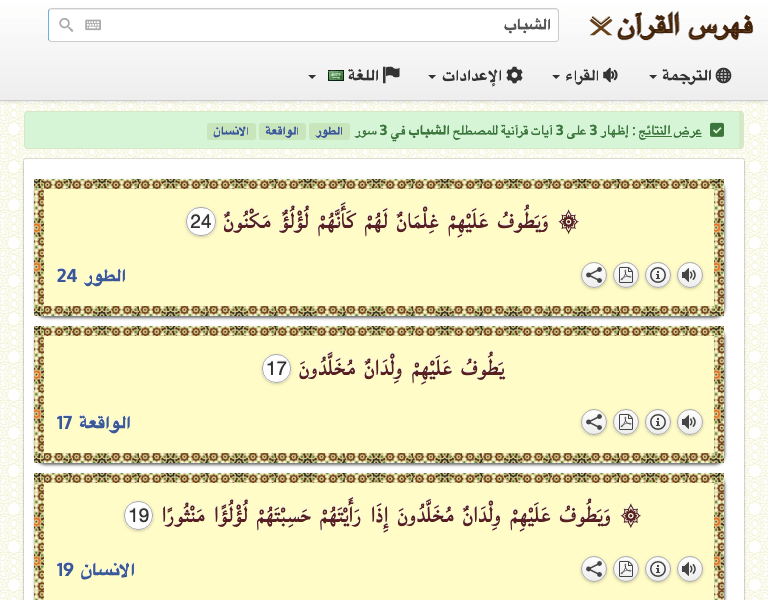 فهرس القرآن
الشباب
الترجمة القراء الإعدادات اللغة
عرض النتائج : إظهار 3 على 3 آيات قرآنية للمصطلح الشباب في 3 سور الطور الواقعة الانسان
۞ وَيَطُوفُ عَلَيْهِمْ غِلْمَانٌ لَهُمْ كَأَنَّهُمْ لُؤْلُؤٌ مَكْنُونٌ 24
الطور 24
يَطُوفُ عَلَيْهِمْ وِلْدَانٌ مُخَلَّدُونَ 17
الواقعة 17
۞ وَيَطُوفُ عَلَيْهِمْ وِلْدَانٌ مُخَلَّدُونَ إِذَا رَأَيْتَهُمْ حَسِبْتَهُمْ لُؤْلُؤًا مَنْثُورًا 19
الانسان 19